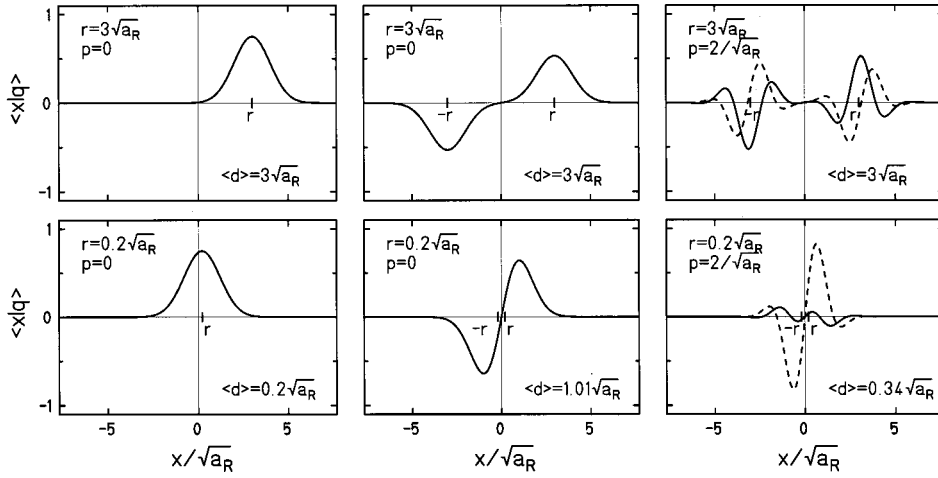 1
0
-1
<x|q>
r=3√a_R
p=0
r
<d>=3√a_R
r=3√a_R
p=0
-r
r
<d>=3√a_R
r=3√a_R
p=2/√a_R
-r
r
<d>=3√a_R
1
0
-1
<x|q>
r=0.2√a_R
p=0
r
<d>=0.2√a_R
-5 0 5
x/√a_R
r=0.2√a_R
p=0
-r r
<d>=1.01√a_R
-5 0 5
x/√a_R
r=0.2√a_R
p=2/√a_R
-r r
<d>=0.34√a_R
-5 0 5
x/√a_R